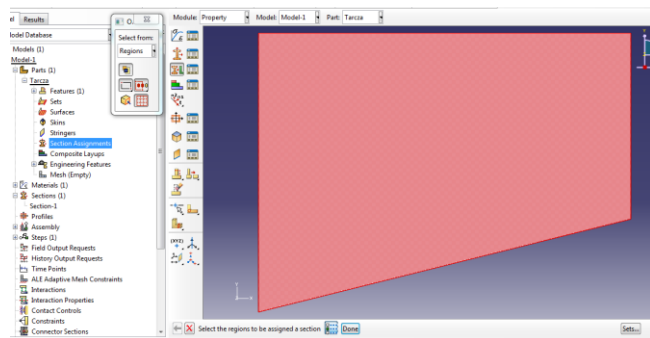 el Results
O..
Module: Property Model: Model-1 Part: Tarcza
odel Database
Select from:
Regions
Models (1)
Model-1
Parts (1)
Tarcza
Features (1)
Sets
Surfaces
Skins
Stringers
Section Assignments
Composite Layups
Engineering Features
Mesh (Empty)
Materials (1)
Sections (1)
Section-1
Profiles
Assembly
Steps (1)
Field Output Requests
History Output Requests
Time Points
ALE Adaptive Mesh Constraints
Interactions
Interaction Properties
Contact Controls
Constraints
Connector Sections
Select the regions to be assigned a section Done Sets...